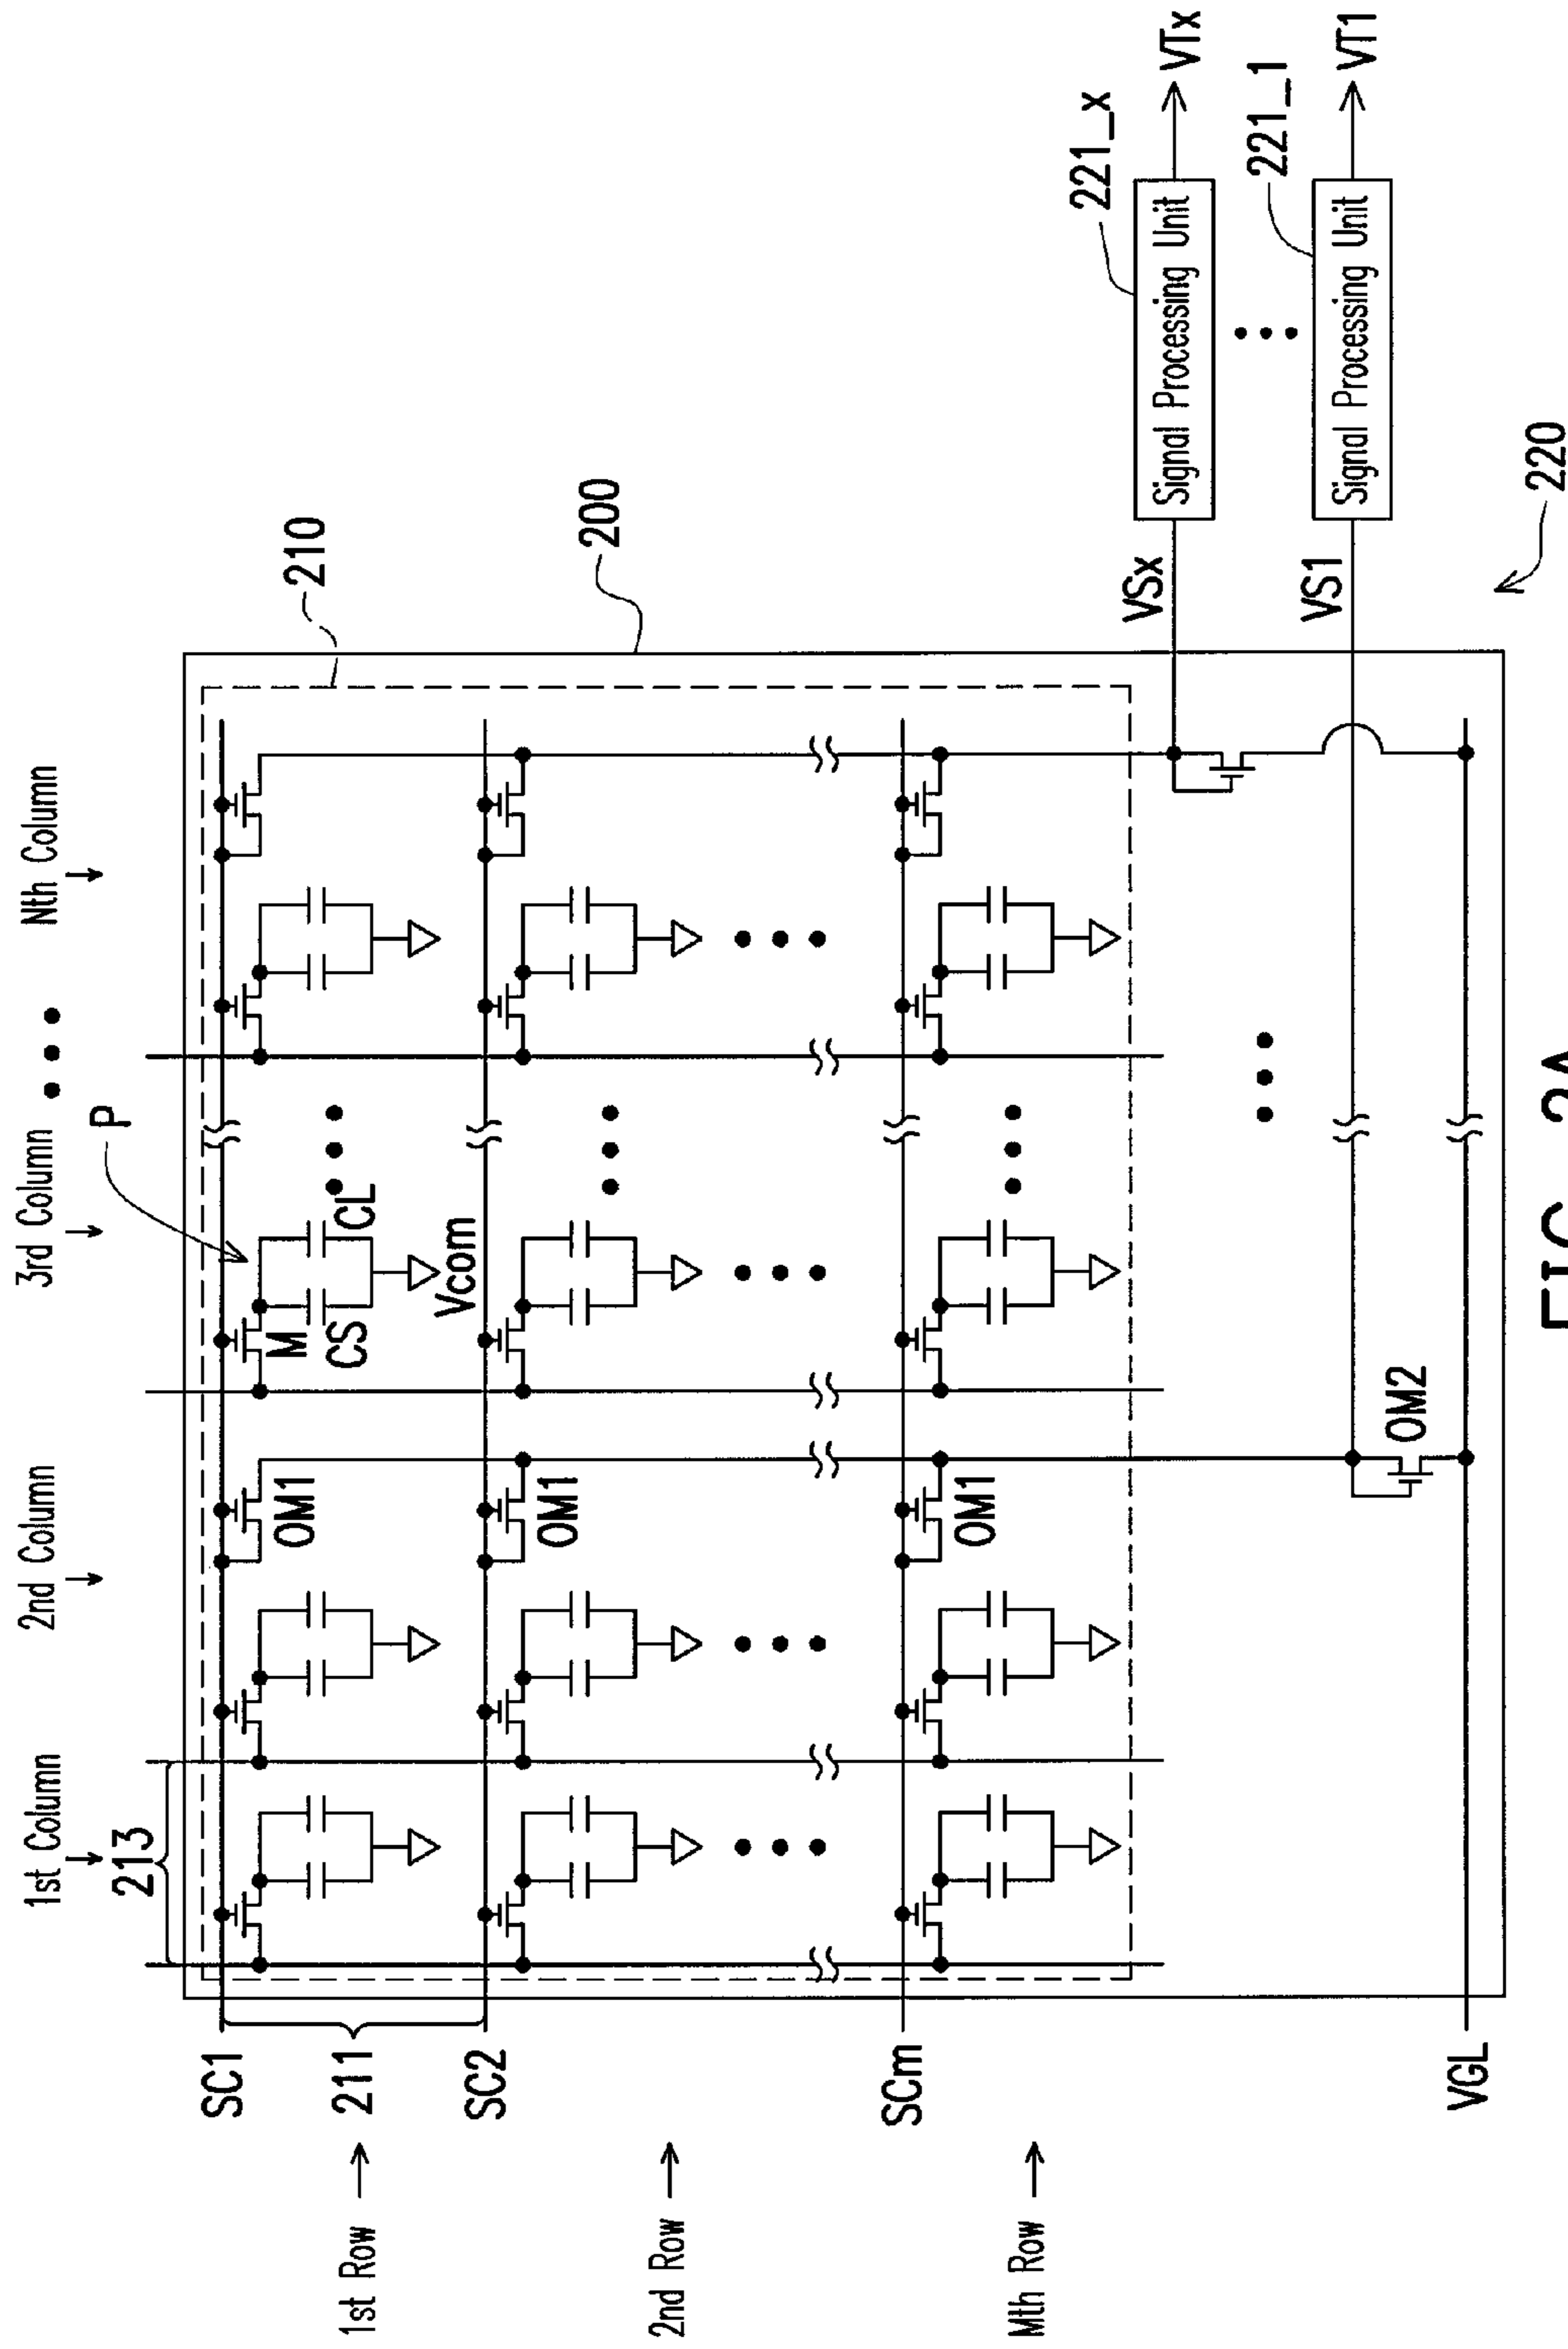 1st Column
2nd Column
3rd Column
Nth Column
213
P
210
200
SC1
1st Row
211
M
CS
CL
OM1
OM1
OM1
Vcom
SC2
2nd Row
SCm
Mth Row
VSx
Signal Processing Unit
221_x
VTx
VS1
Signal Processing Unit
221_1
VT1
OM2
VGL
220